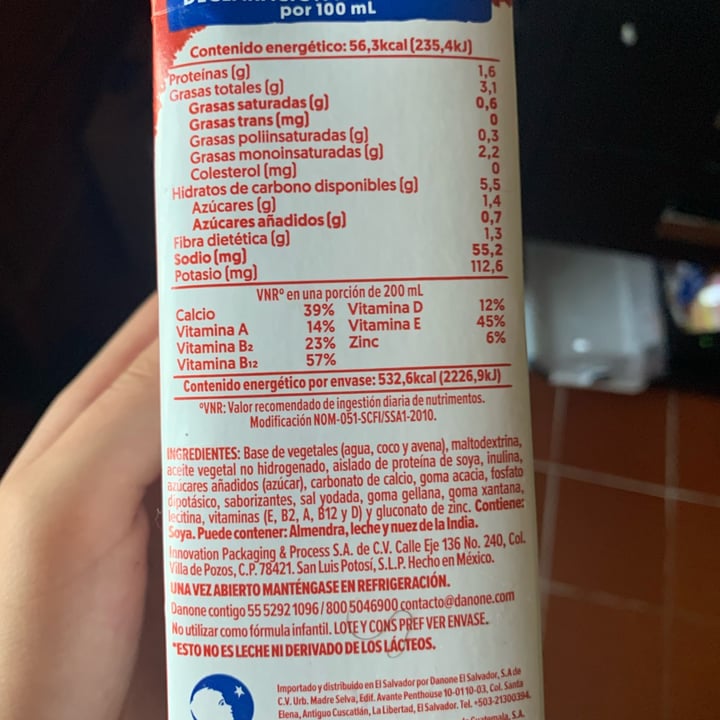 por 100 mL
Contenido energético: 56,3kcal (235,4kJ)
Proteínas (g) 1,6
Grasas totales (g) 3,1
Grasas saturadas (g) 0,6
Grasas trans (mg) 0
Grasas poliinsaturadas (g) 0,3
Grasas monoinsaturadas (g) 2,2
Colesterol (mg) 0
Hidratos de carbono disponibles (g) 5,5
Azúcares (g) 1,4
Azúcares añadidos (g) 0,7
Fibra dietética (g) 1,3
Sodio (mg) 55,2
Potasio (mg) 112,6
VNRº en una porción de 200 mL
Calcio 39% Vitamina D 12%
Vitamina A 14% Vitamina E 45%
Vitamina B2 23% Zinc 6%
Vitamina B12 57%
Contenido energético por envase: 532,6kcal (2226,9kJ)
ºVNR: Valor recomendado de ingestión diaria de nutrimentos.
Modificación NOM-051-SCFI/SSA1-2010.
INGREDIENTES: Base de vegetales (agua, coco y avena), maltodextrina,
aceite vegetal no hidrogenado, aislado de proteína de soya, inulina,
azúcares añadidos (azúcar), carbonato de calcio, goma acacia, fosfato
dipotásico, saborizantes, sal yodada, goma gellana, goma xantana,
lecitina, vitaminas (E, B2, A, B12 y D) y gluconato de zinc. Contiene:
Soya. Puede contener: Almendra, leche y nuez de la India.
Innovation Packaging & Process S.A. de C.V. Calle Eje 136 No. 240, Col.
Villa de Pozos, C.P. 78421. San Luis Potosí, S.L.P. Hecho en México.
UNA VEZ ABIERTO MANTÉNGASE EN REFRIGERACIÓN.
Danone contigo 55 5292 1096 / 800 5046900 contacto@danone.com
No utilizar como fórmula infantil. LOTE Y CONS PREF VER ENVASE.
*ESTO NO ES LECHE NI DERIVADO DE LOS LÁCTEOS.
Importado y distribuido en El Salvador por Danone El Salvador, S.A de
C.V. Urb. Madre Selva, Edif. Avante Penthouse 10-01 10-03, Col. Santa
Elena, Antiguo Cuscatlán, La Libertad, El Salvador. Tel. +503-21300394.
Guatemala, S.A.